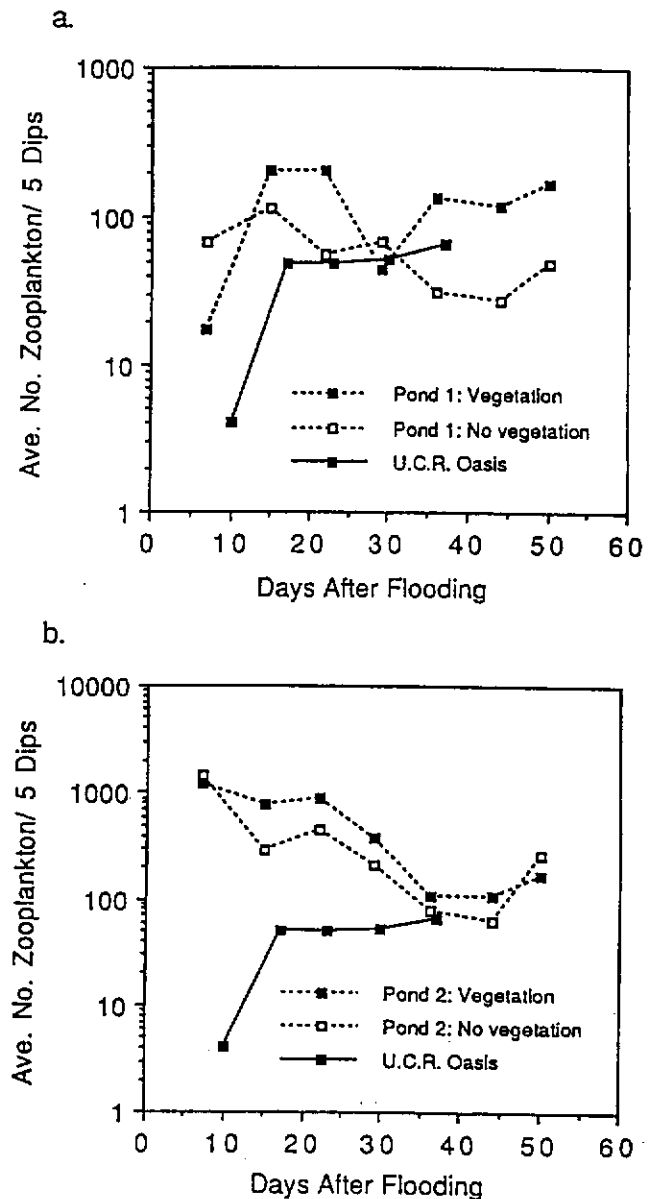 a.
1000
100
10
1
Ave. No. Zooplankton/ 5 Dips
Pond 1: Vegetation
Pond 1: No vegetation
U.C.R. Oasis
0 10 20 30 40 50 60
Days After Flooding
b.
10000
1000
100
10
1
Ave. No. Zooplankton/ 5 Dips
Pond 2: Vegetation
Pond 2: No vegetation
U.C.R. Oasis
0 10 20 30 40 50 60
Days After Flooding